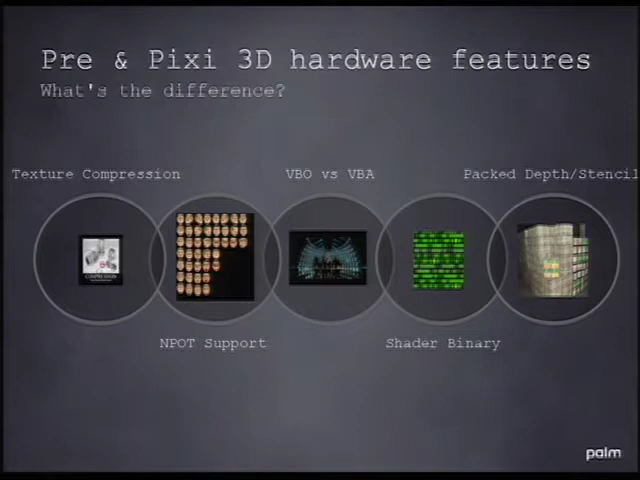 Pre & Pixi 3D hardware features
What's the difference?
Texture Compression
VBO vs VBA
Packed Depth/Stencil
NPOT Support
Shader Binary
palm